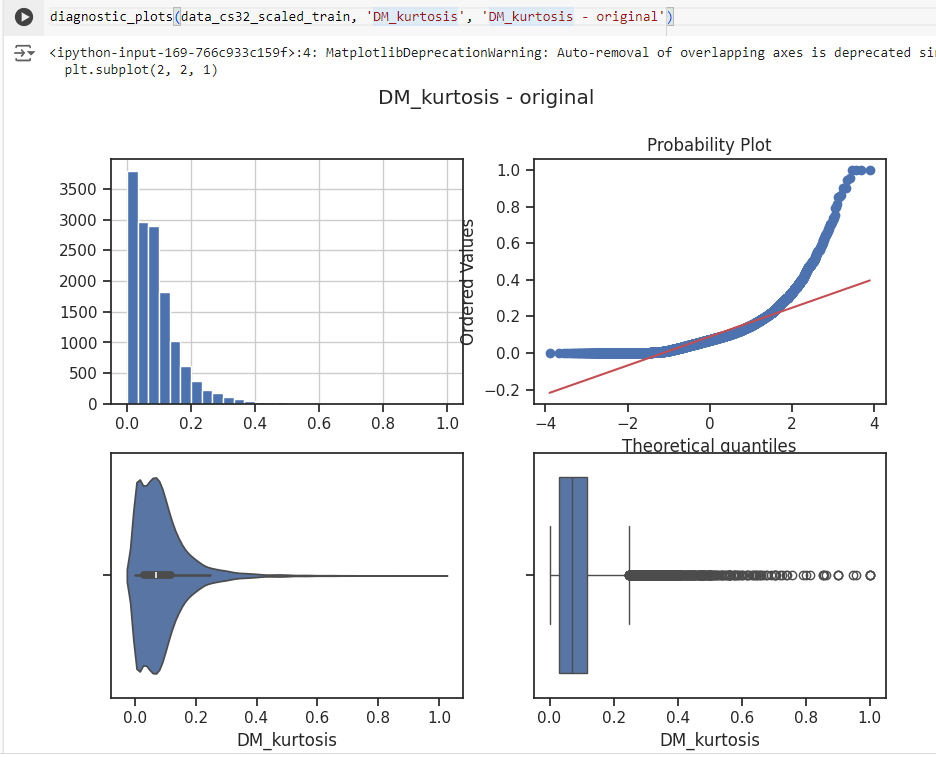 diagnostic_plots(data_cs32_scaled_train, 'DM_kurtosis', 'DM_kurtosis - original')
<ipython-input-169-766c933c159f>:4: MatplotlibDeprecationWarning: Auto-removal of overlapping axes is deprecated
plt.subplot(2, 2, 1)
DM_kurtosis - original
Probability Plot
3500
3000
2500
2000
1500
1000
500
0
0.0 0.2 0.4 0.6 0.8 1.0
Ordered Values
1.0
0.8
0.6
0.4
0.2
0.0
−0.2
−4 −2 0 2 4
Theoretical quantiles
0.0 0.2 0.4 0.6 0.8 1.0
DM_kurtosis
0.0 0.2 0.4 0.6 0.8 1.0
DM_kurtosis